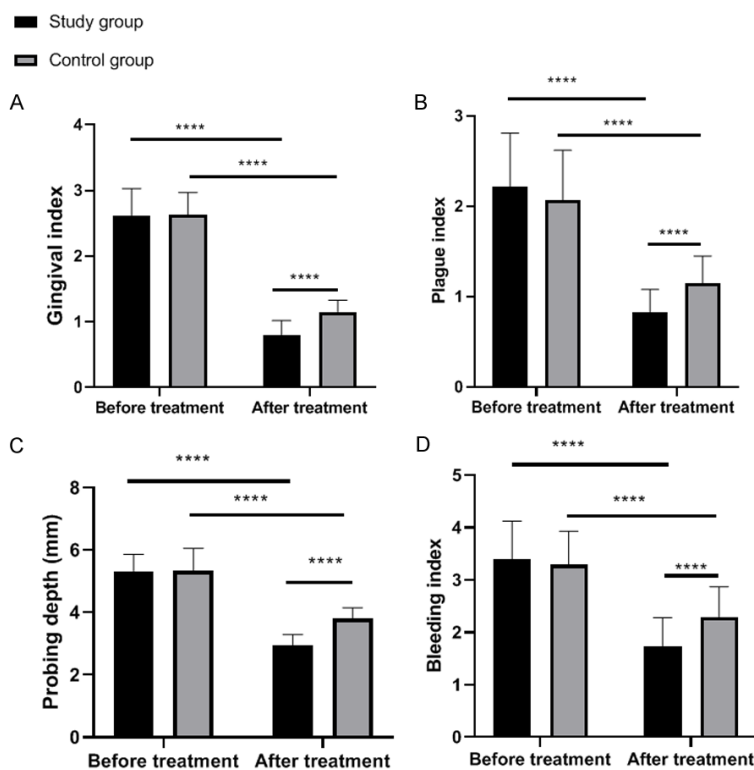 Study group
Control group
A
Gingival index
4
3
2
1
0
****
****
****
Before treatment
After treatment
B
Plague index
3
2
1
0
****
****
****
Before treatment
After treatment
C
Probing depth (mm)
8
6
4
2
0
****
****
****
Before treatment
After treatment
D
Bleeding index
5
4
3
2
1
0
****
****
****
Before treatment
After treatment